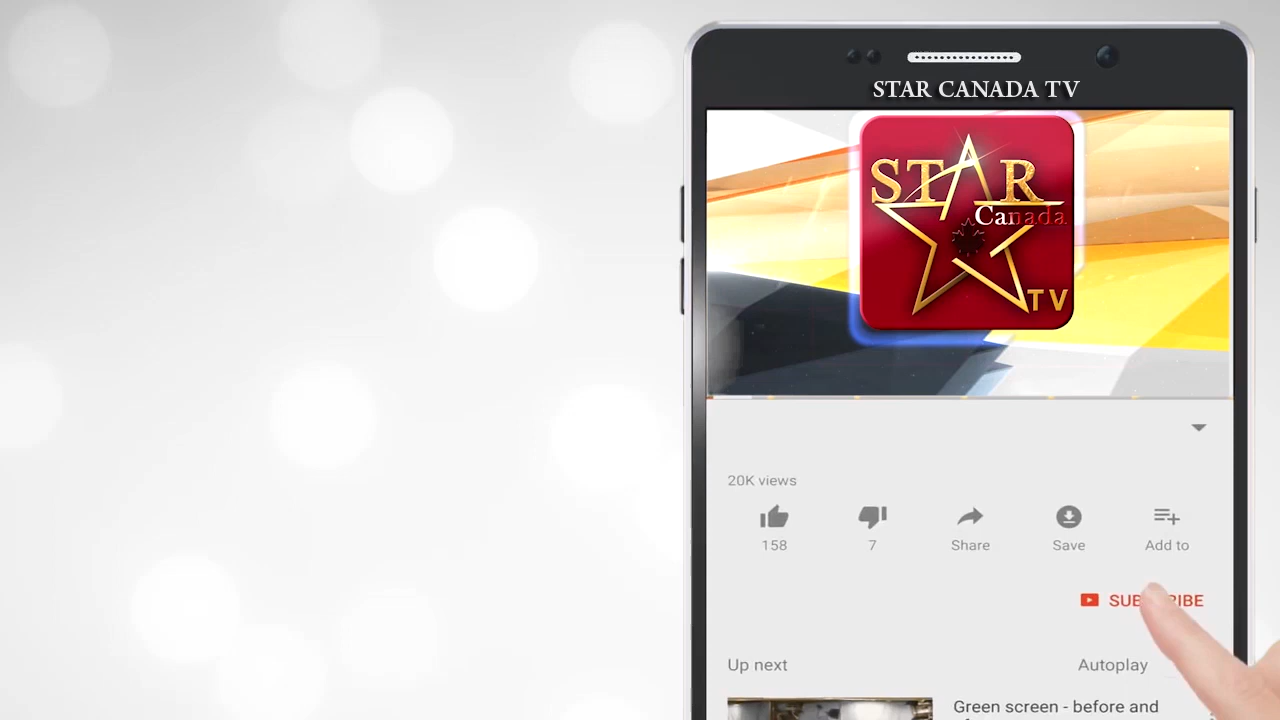 STAR CANADA TV
STAR
Canada
TV
20K views
158
7
Share
Save
Add to
SUBSCRIBE
Up next
Autoplay
Green screen - before and